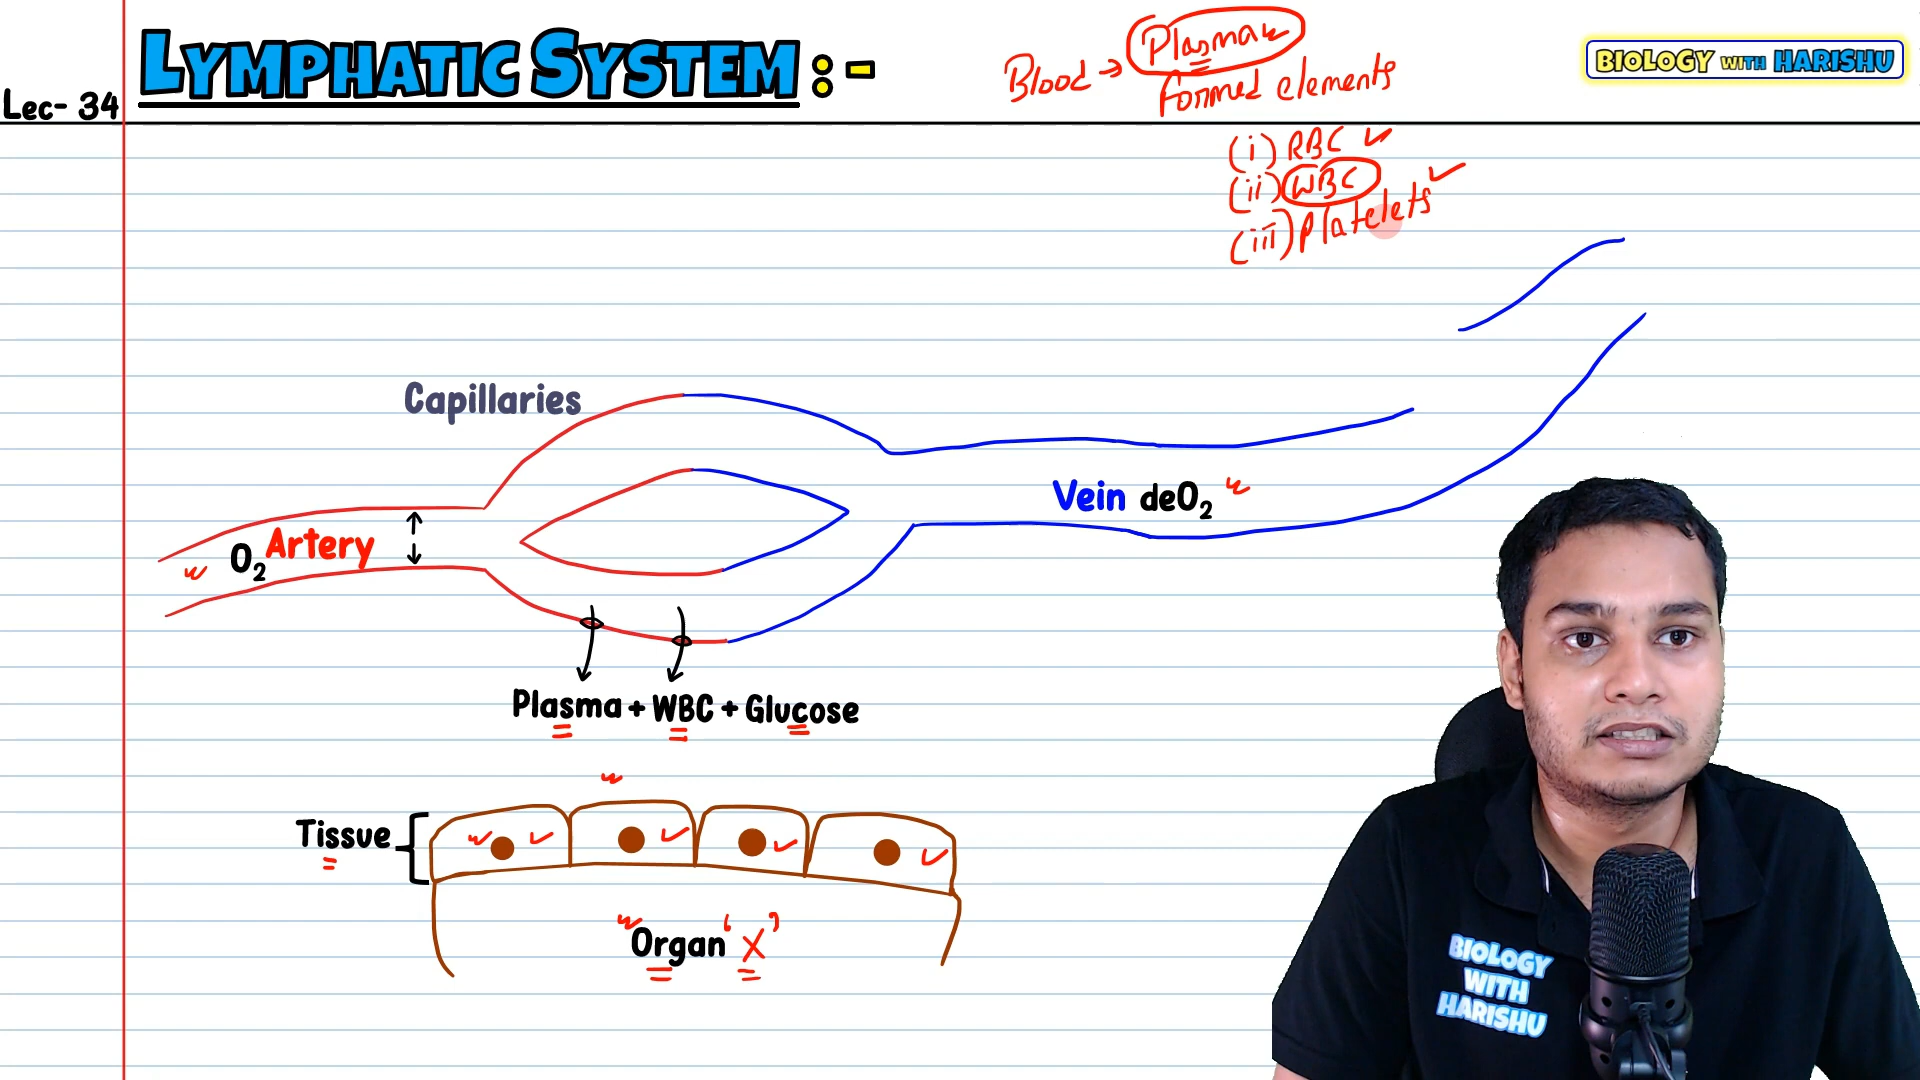 LYMPHATIC SYSTEM :-
Lec- 34
Blood → Plasma
formed elements
(i) RBC ✓
(ii) WBC
(iii) Platelets ✓
BIOLOGY WITH HARISHU
Capillaries
O₂ Artery
Vein deO₂
Plasma + WBC + Glucose
Tissue
Organ 'X'
BIOLOGY
WITH
HARISHU